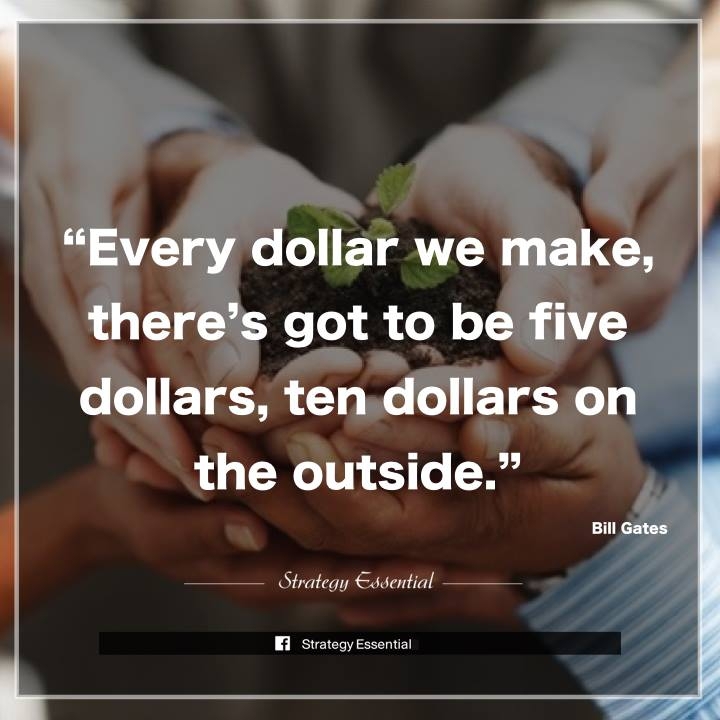 “Every dollar we make,
there’s got to be five
dollars, ten dollars on
the outside.”
Bill Gates
Strategy Essential
Strategy Essential